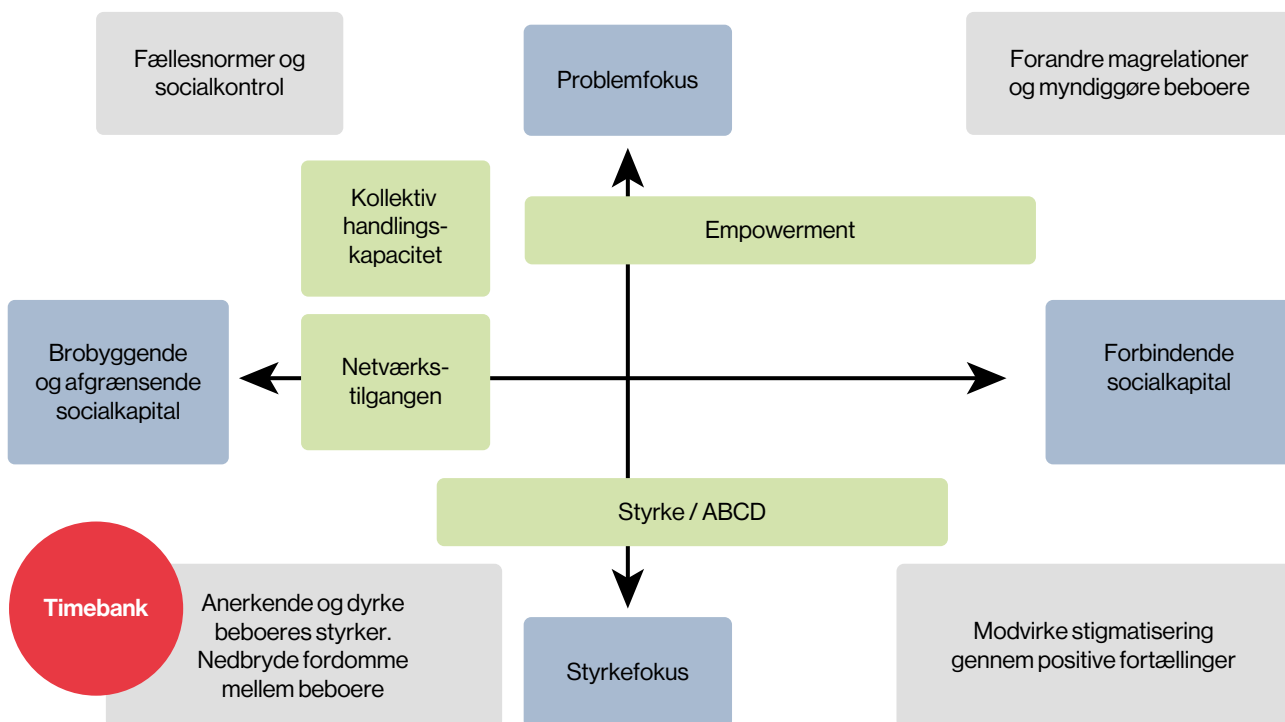 Fællesnormer og
socialkontrol
Problemfokus
Forandre magrelationer
og myndiggøre beboere
Kollektiv
handlings-
kapacitet
Empowerment
Brobyggende
og afgrænsende
socialkapital
Netværks-
tilgangen
Forbindende
socialkapital
Styrke / ABCD
Timebank
Anerkende og dyrke
beboeres styrker.
Nedbryde fordomme
mellem beboere
Styrkefokus
Modvirke stigmatisering
gennem positive fortællinger